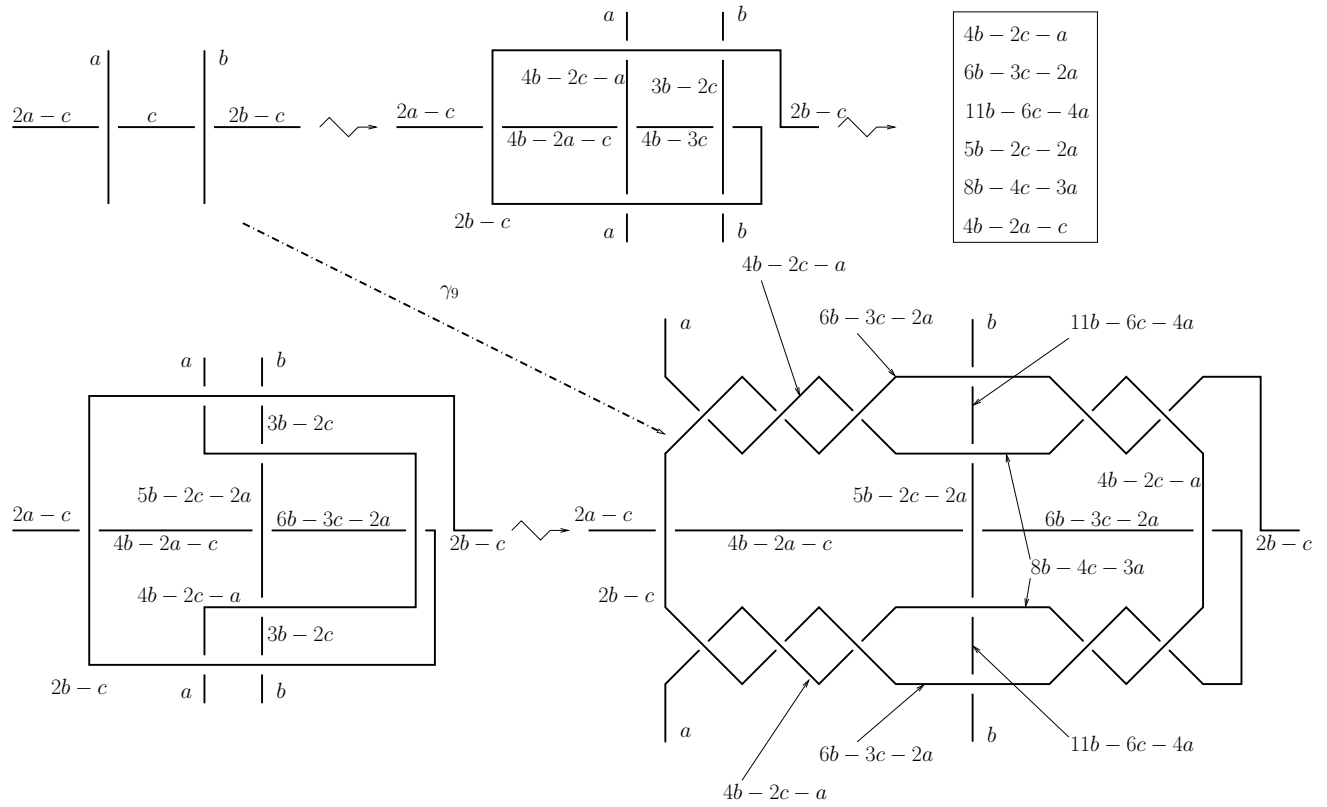 a
b
2a − c
c
2b − c
a
b
4b − 2c − a
3b − 2c
2a − c
2b − c
4b − 2a − c
4b − 3c
2b − c
a
b
4b − 2c − a
6b − 3c − 2a
11b − 6c − 4a
5b − 2c − 2a
8b − 4c − 3a
4b − 2a − c
γ9
a
b
3b − 2c
5b − 2c − 2a
2a − c
6b − 3c − 2a
4b − 2a − c
2b − c
4b − 2c − a
3b − 2c
2b − c
a
b
4b − 2c − a
a
6b − 3c − 2a
b
11b − 6c − 4a
4b − 2c − a
5b − 2c − 2a
2a − c
6b − 3c − 2a
4b − 2a − c
2b − c
8b − 4c − 3a
2b − c
a
b
11b − 6c − 4a
6b − 3c − 2a
4b − 2c − a